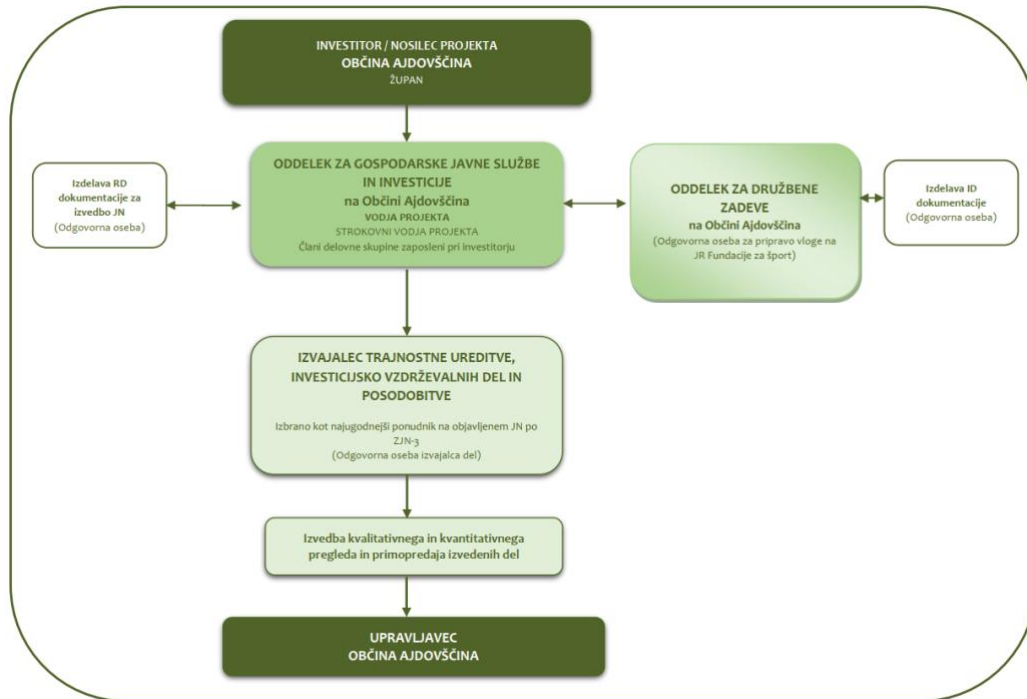 INVESTITOR / NOSILEC PROJEKTA
OBČINA AJDOVŠČINA
ŽUPAN
Izdelava RD
dokumentacije za
izvedbo JN
(Odgovorna oseba)
ODDELEK ZA GOSPODARSKE JAVNE SLUŽBE
IN INVESTICIJE
na Občini Ajdovščina
VODJA PROJEKTA
STROKOVNI VODJA PROJEKTA
Člani delovne skupine zaposleni pri investitorju
ODDELEK ZA DRUŽBENE
ZADEVE
na Občini Ajdovščina
(Odgovorna oseba za pripravo vloge na
JR Fundacije za šport)
Izdelava ID
dokumentacije
(Odgovorna oseba)
IZVAJALEC TRAJNOSTNE UREDITVE,
INVESTICIJSKO VZDRŽEVALNIH DEL IN
POSODOBITVE
Izbrano kot najugodnejši ponudnik na objavljenem JN po
ZJN-3
(Odgovorna oseba izvajalca del)
Izvedba kvalitativnega in kvantitativnega
pregleda in primopredaja izvedenih del
UPRAVLJAVEC
OBČINA AJDOVŠČINA